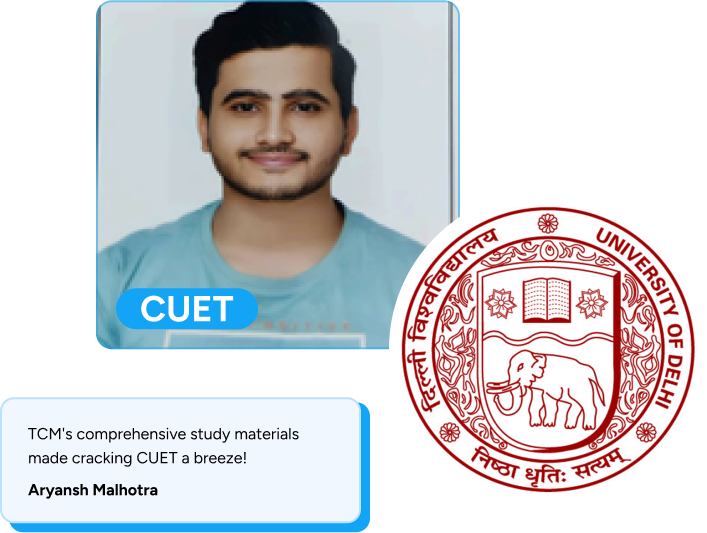 CUET
दिल्ली विश्वविद्यालय
UNIVERSITY OF DELHI
निष्ठा धृतिः सत्यम्
TCM's comprehensive study materials
made cracking CUET a breeze!
Aryansh Malhotra